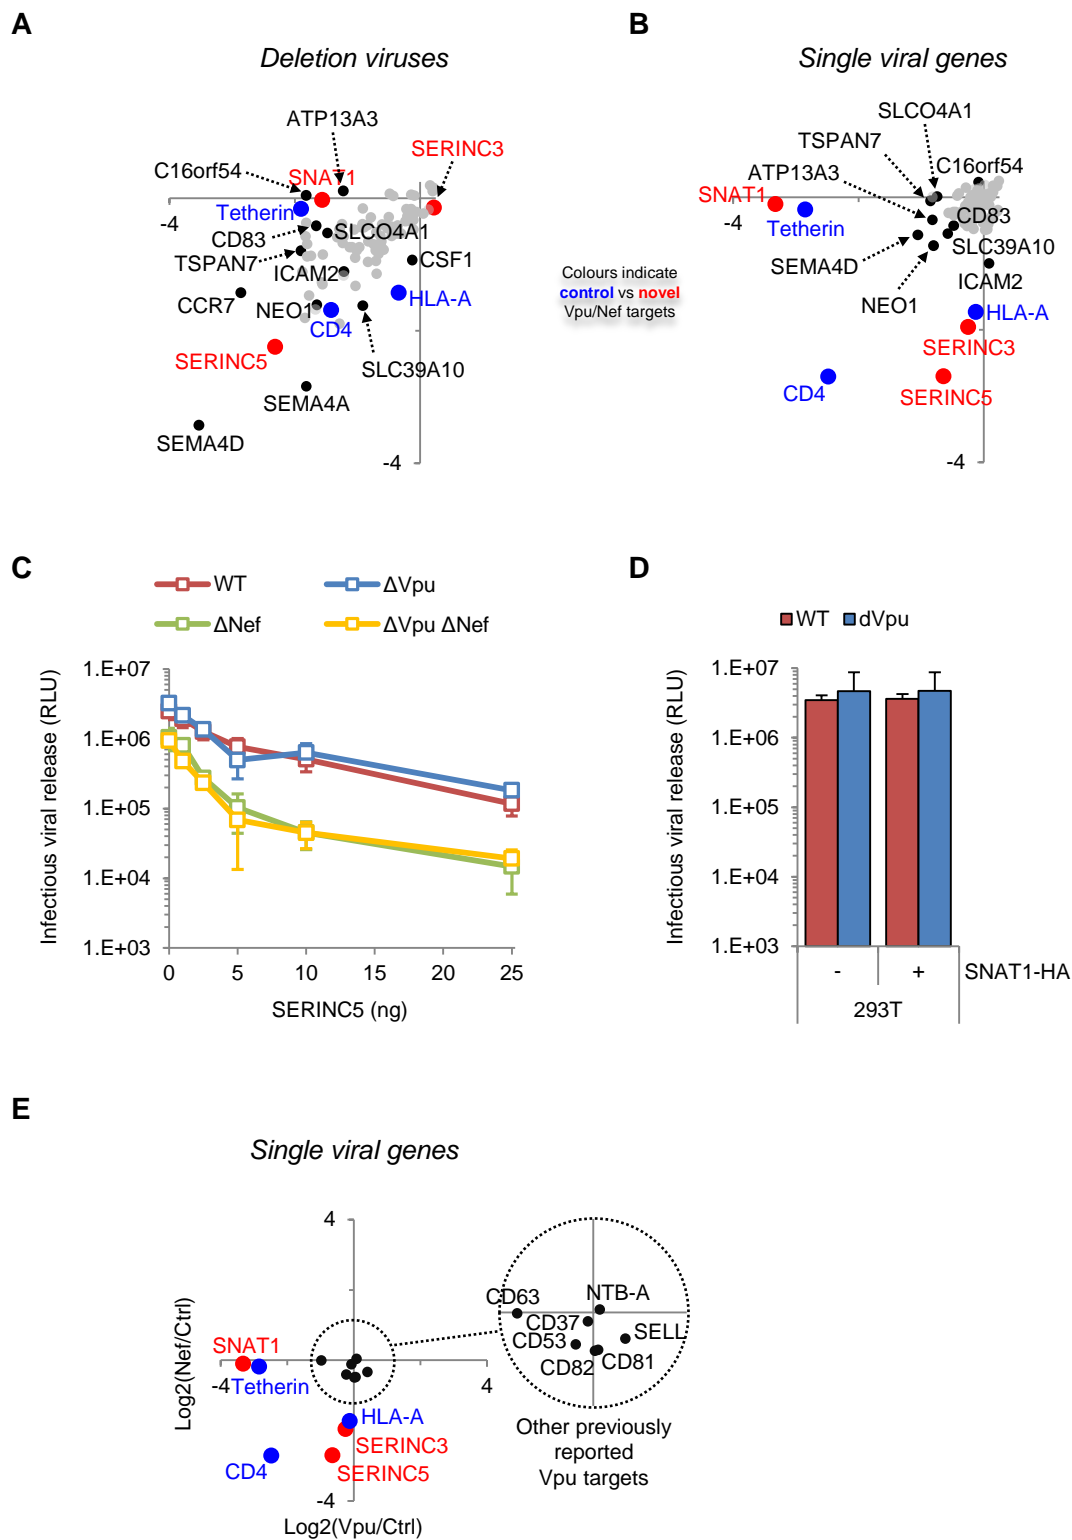 A
Deletion viruses
ATP13A3
C16orf54
SNAT1
SERINC3
-4
Tetherin
CD83
SLCO4A1
TSPAN7
ICAM2
CSF1
CCR7
NEO1
HLA-A
CD4
SERINC5
SLC39A10
SEMA4A
SEMA4D
-4
Colours indicate
control vs novel
Vpu/Nef targets
B
Single viral genes
SLCO4A1
TSPAN7
ATP13A3
C16orf54
SNAT1
-4
Tetherin
CD83
SEMA4D
SLC39A10
ICAM2
NEO1
HLA-A
SERINC3
CD4
SERINC5
-4
C
WT
ΔVpu
ΔNef
ΔVpu ΔNef
Infectious viral release (RLU)
1.E+07
1.E+06
1.E+05
1.E+04
1.E+03
0 5 10 15 20 25
SERINC5 (ng)
D
WT dVpu
Infectious viral release (RLU)
1.E+07
1.E+06
1.E+05
1.E+04
1.E+03
- + SNAT1-HA
293T
E
Single viral genes
Log2(Nef/Ctrl)
4
SNAT1
-4
Tetherin
4
HLA-A
SERINC3
CD4
SERINC5
-4
Log2(Vpu/Ctrl)
CD63
NTB-A
CD37
CD53
SELL
CD82
CD81
Other previously
reported
Vpu targets